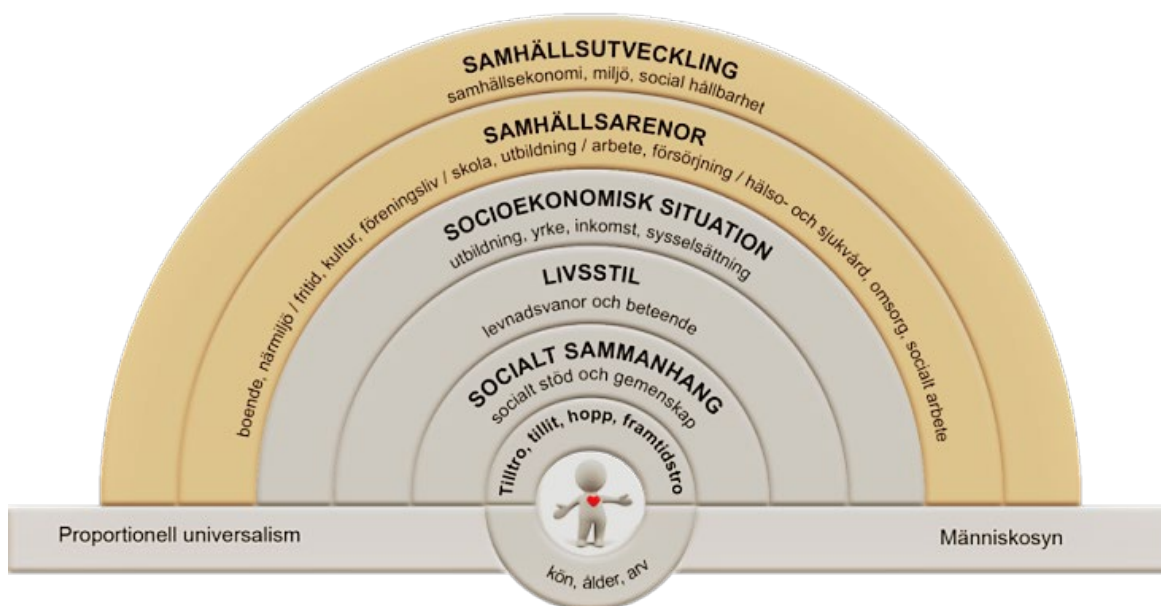 SAMHÄLLSUTVECKLING
samhällsekonomi, miljö, social hållbarhet
SAMHÄLLSARENOR
boende, närmiljö / fritid, kultur, föreningsliv / skola, utbildning / arbete, försörjning / hälso- och sjukvård, omsorg, socialt arbete
SOCIOEKONOMISK SITUATION
utbildning, yrke, inkomst, sysselsättning
LIVSSTIL
levnadsvanor och beteende
SOCIALT SAMMANHANG
socialt stöd och gemenskap
Tilltro, tillit, hopp, framtidstro
Proportionell universalism
Människosyn
kön, ålder, arv